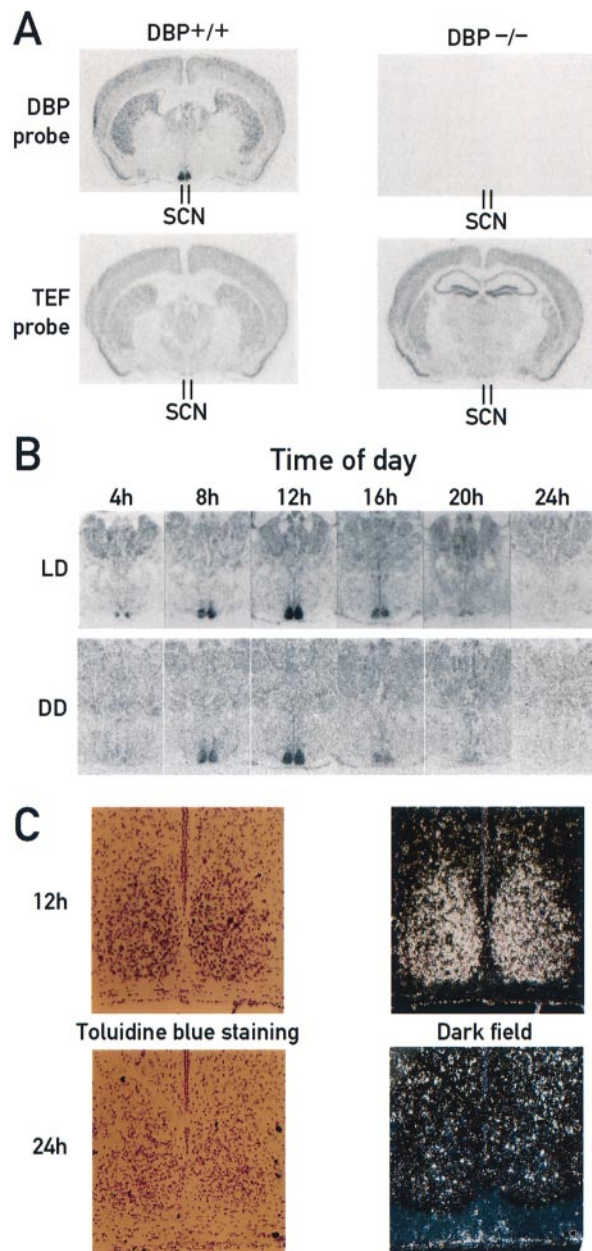 A
DBP+/+ DBP −/−
DBP
probe
SCN SCN
TEF
probe
SCN SCN
B
Time of day
4h 8h 12h 16h 20h 24h
LD
DD
C
12h
Toluidine blue staining Dark field
24h